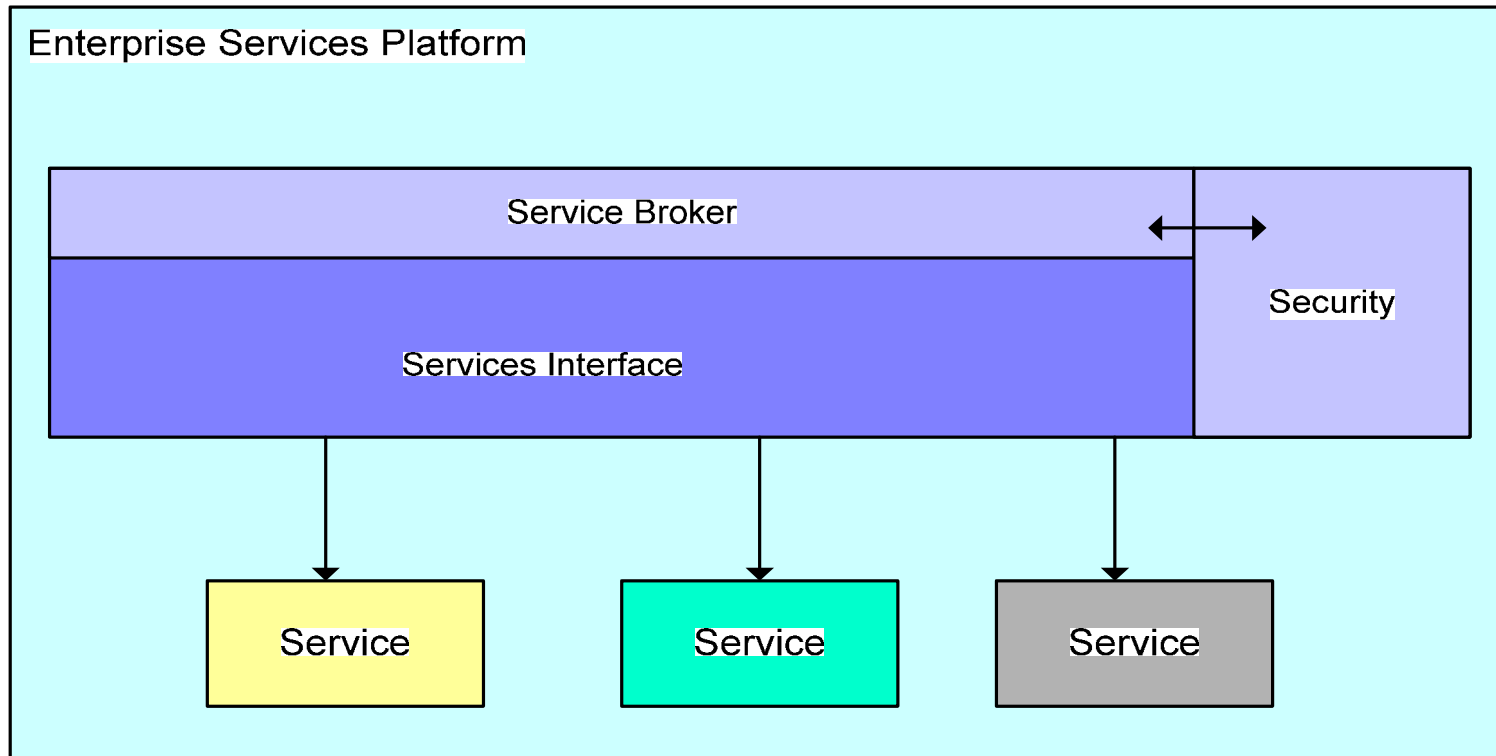 Enterprise Services Platform
Service Broker
Security
Services Interface
Service
Service
Service